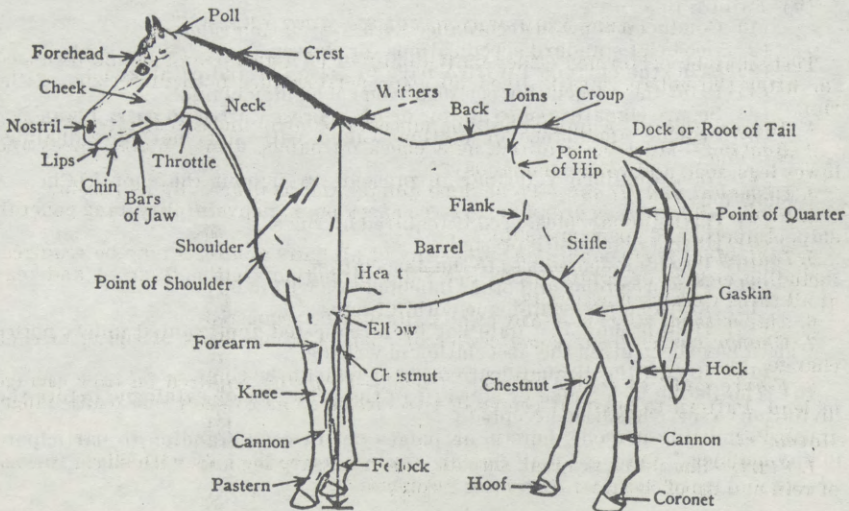 Poll
Forehead
Crest
Cheek
Neck
Withers
Back
Loins
Croup
Nostril
Dock or Root of Tail
Lips
Throttle
Point
of Hip
Chin
Bars
of Jaw
Flank
Point of Quarter
Shoulder
Barrel
Stifle
Point of Shoulder
Heart
Gaskin
Elbow
Forearm
Chestnut
Hock
Knee
Chestnut
Cannon
Cannon
Fetlock
Pastern
Hoof
Coronet